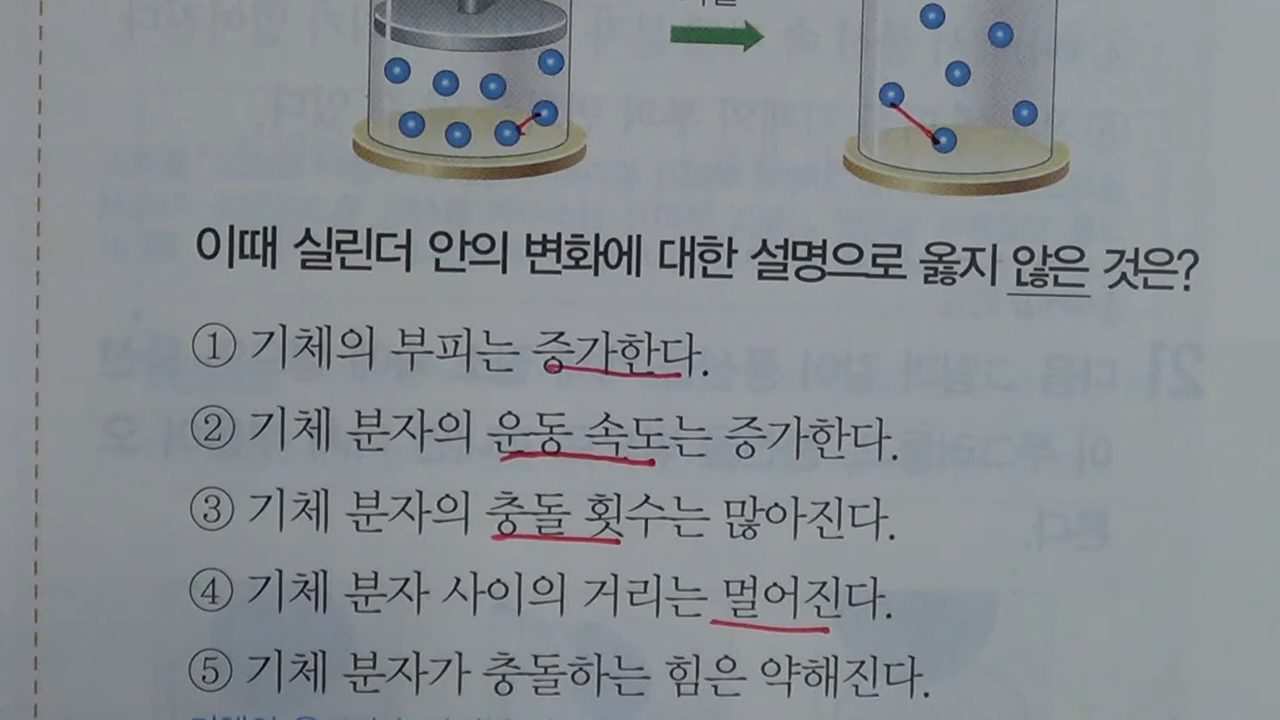 이때 실린더 안의 변화에 대한 설명으로 옳지 않은 것은?
① 기체의 부피는 증가한다.
② 기체 분자의 운동 속도는 증가한다.
③ 기체 분자의 충돌 횟수는 많아진다.
④ 기체 분자 사이의 거리는 멀어진다.
⑤ 기체 분자가 충돌하는 힘은 약해진다.